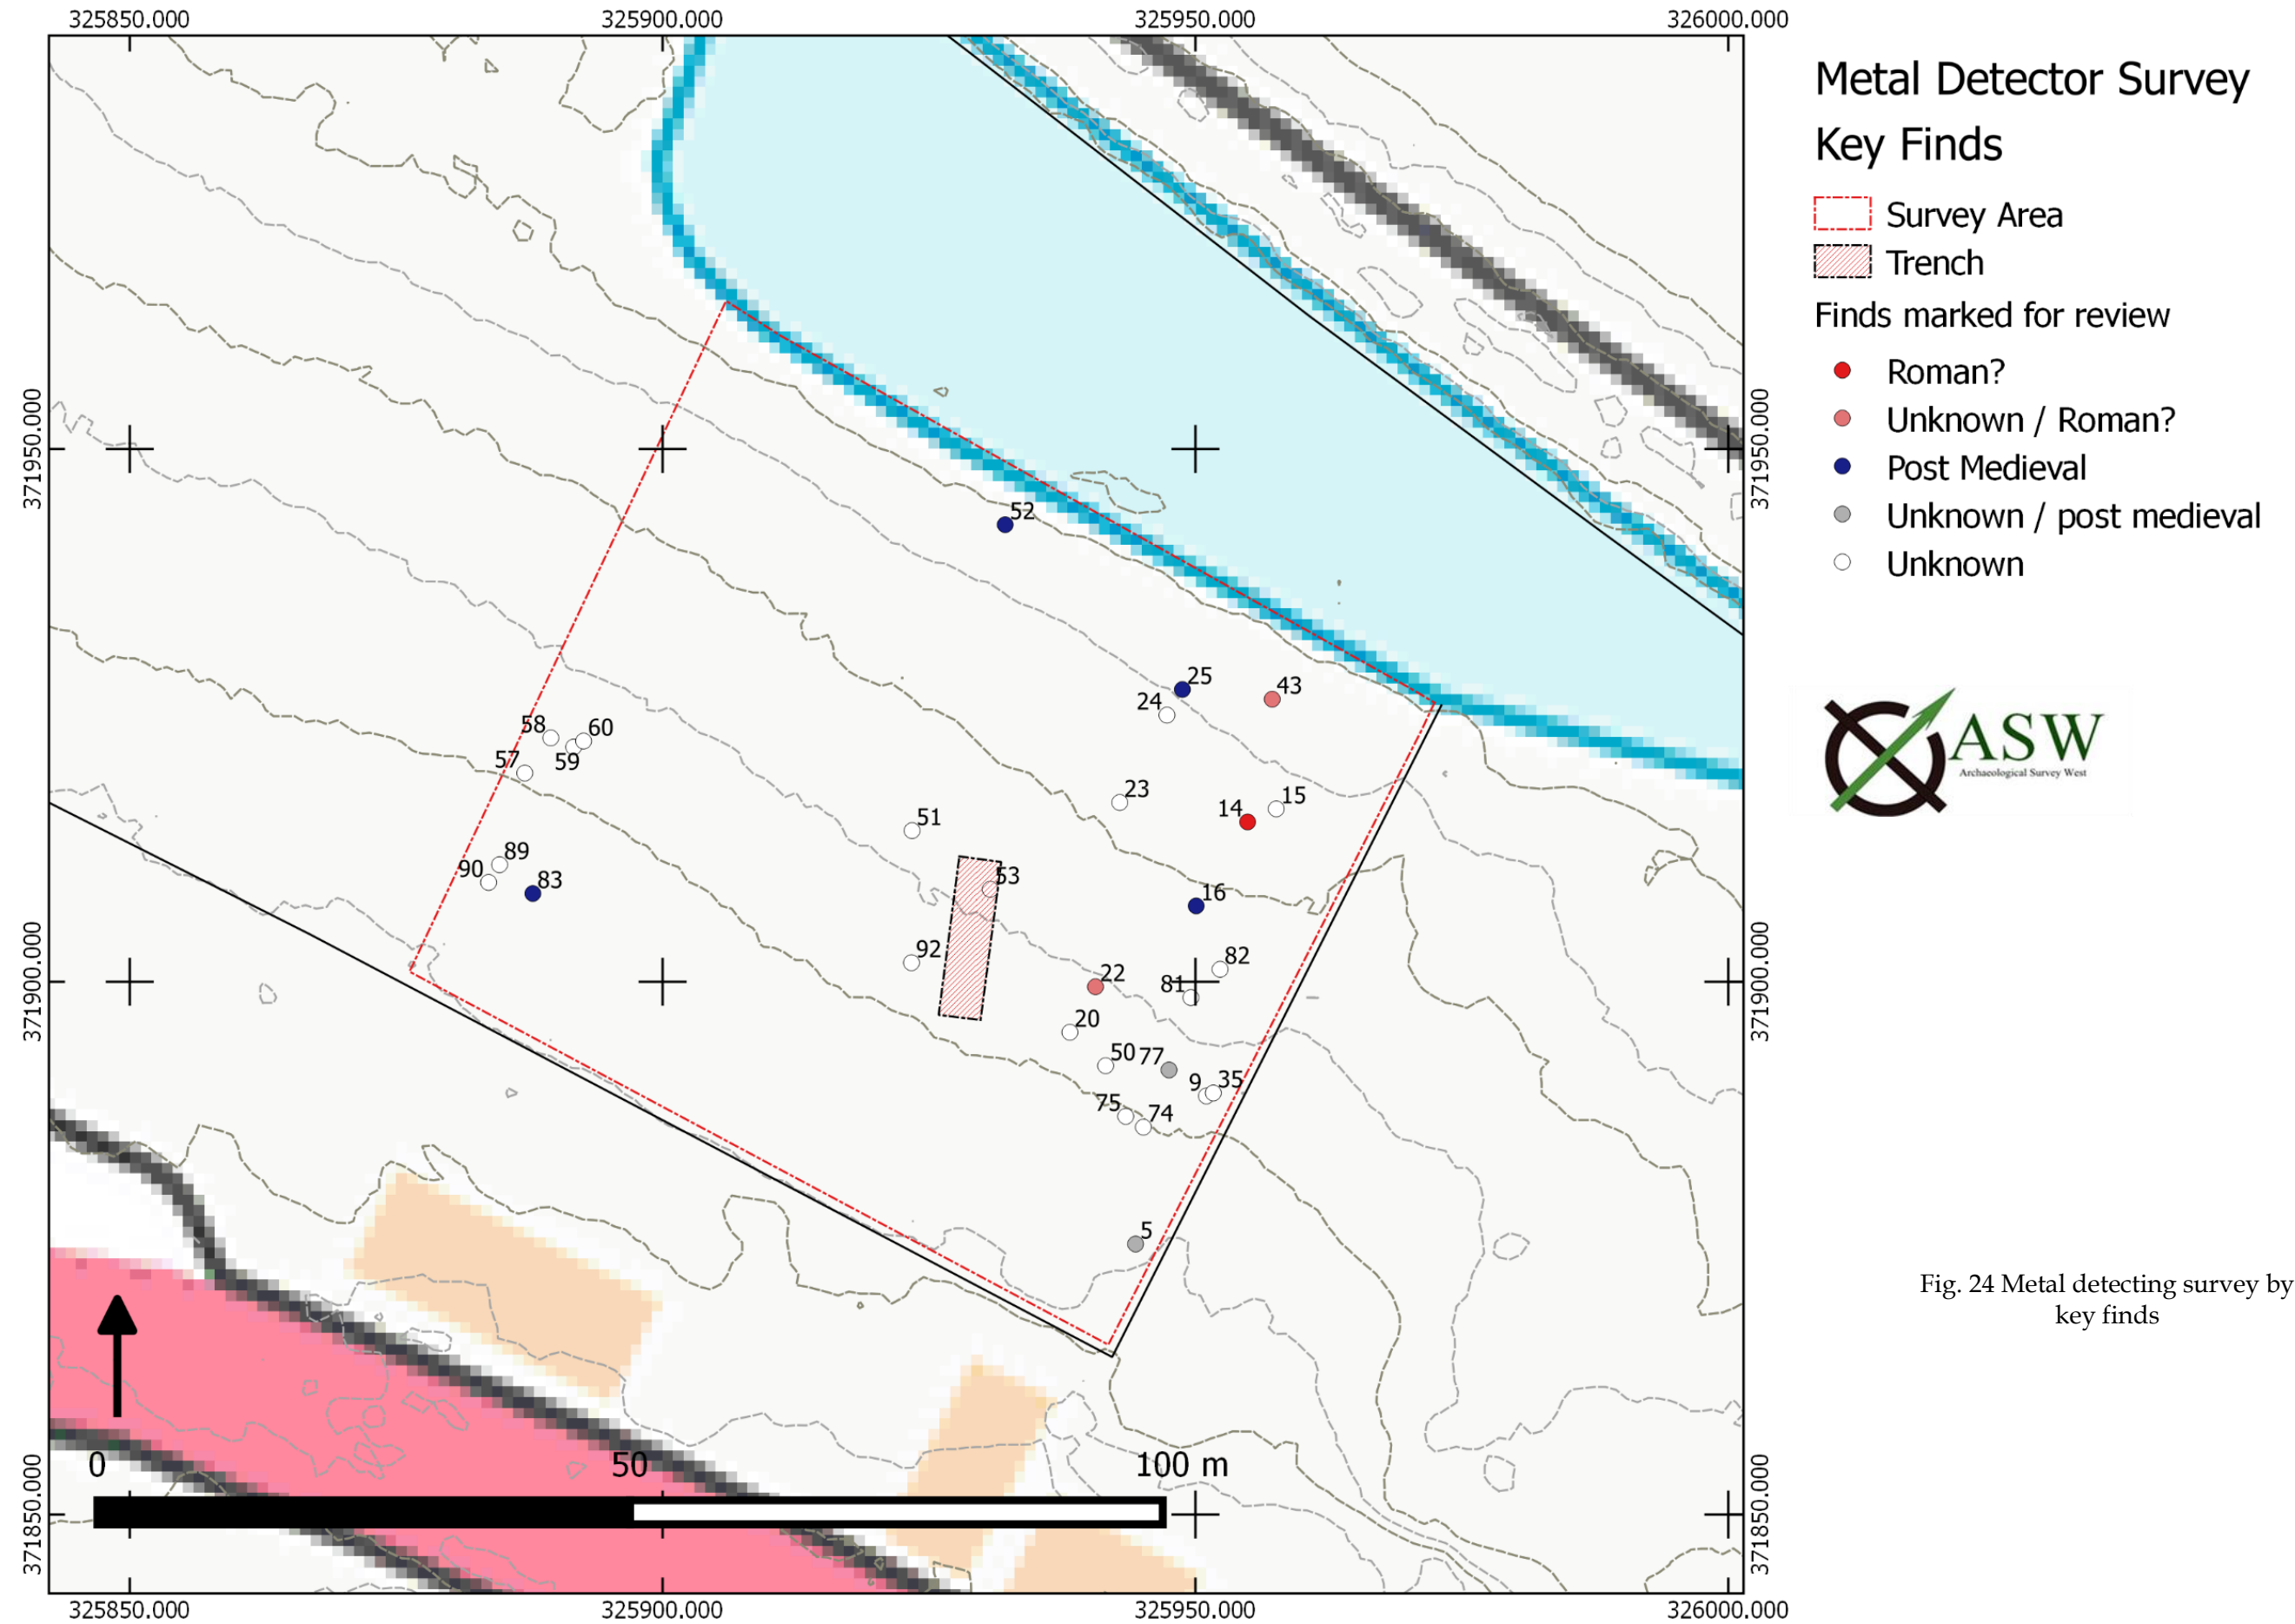 325850.000 325900.000 325950.000 326000.000
Metal Detector Survey
Key Finds
Survey Area
Trench
Finds marked for review
Roman?
Unknown / Roman?
Post Medieval
Unknown / post medieval
Unknown
371950.000
371950.000
52
25
43
24
58
60
59
57
23
15
14
51
89
90
83
53
16
92
82
22
81
371900.000
371900.000
20
50
77
9
35
75
74
5
ASW
Archaeological Survey West
Fig. 24 Metal detecting survey by
key finds
0 50 100 m
371850.000
371850.000
325850.000 325900.000 325950.000 326000.000